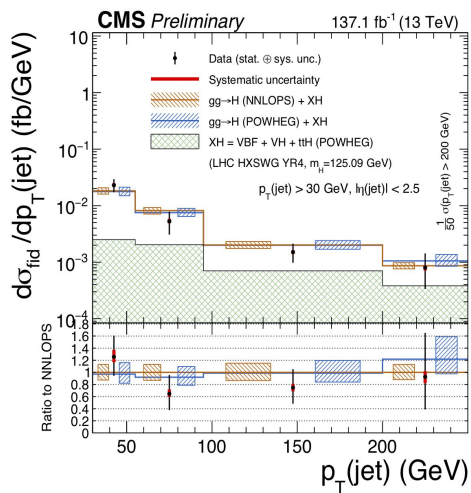 CMS Preliminary 137.1 fb⁻¹ (13 TeV)
dσ_fid /dp_T(jet) (fb/GeV)
10
1
10⁻¹
10⁻²
10⁻³
10⁻⁴
Data (stat. ⊕ sys. unc.)
Systematic uncertainty
gg→H (NNLOPS) + XH
gg→H (POWHEG) + XH
XH = VBF + VH + ttH (POWHEG)
(LHC HXSWG YR4, m_H=125.09 GeV)
p_T(jet) > 30 GeV, |η(jet)| < 2.5
1/50 σ(p_T(jet) > 200 GeV)
Ratio to NNLOPS
1.8
1.6
1.4
1.2
1
0.8
0.6
0.4
0.2
0
50 100 150 200
p_T(jet) (GeV)